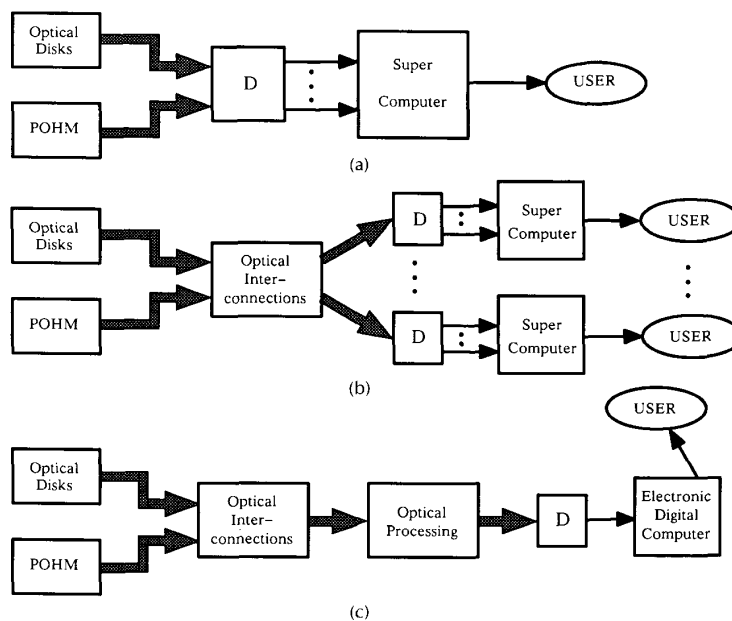 Optical
Disks
POHM
D
Super
Computer
USER
(a)
Optical
Disks
POHM
Optical
Inter-
connections
D
Super
Computer
USER
D
Super
Computer
USER
(b)
USER
Optical
Disks
POHM
Optical
Inter-
connections
Optical
Processing
D
Electronic
Digital
Computer
(c)